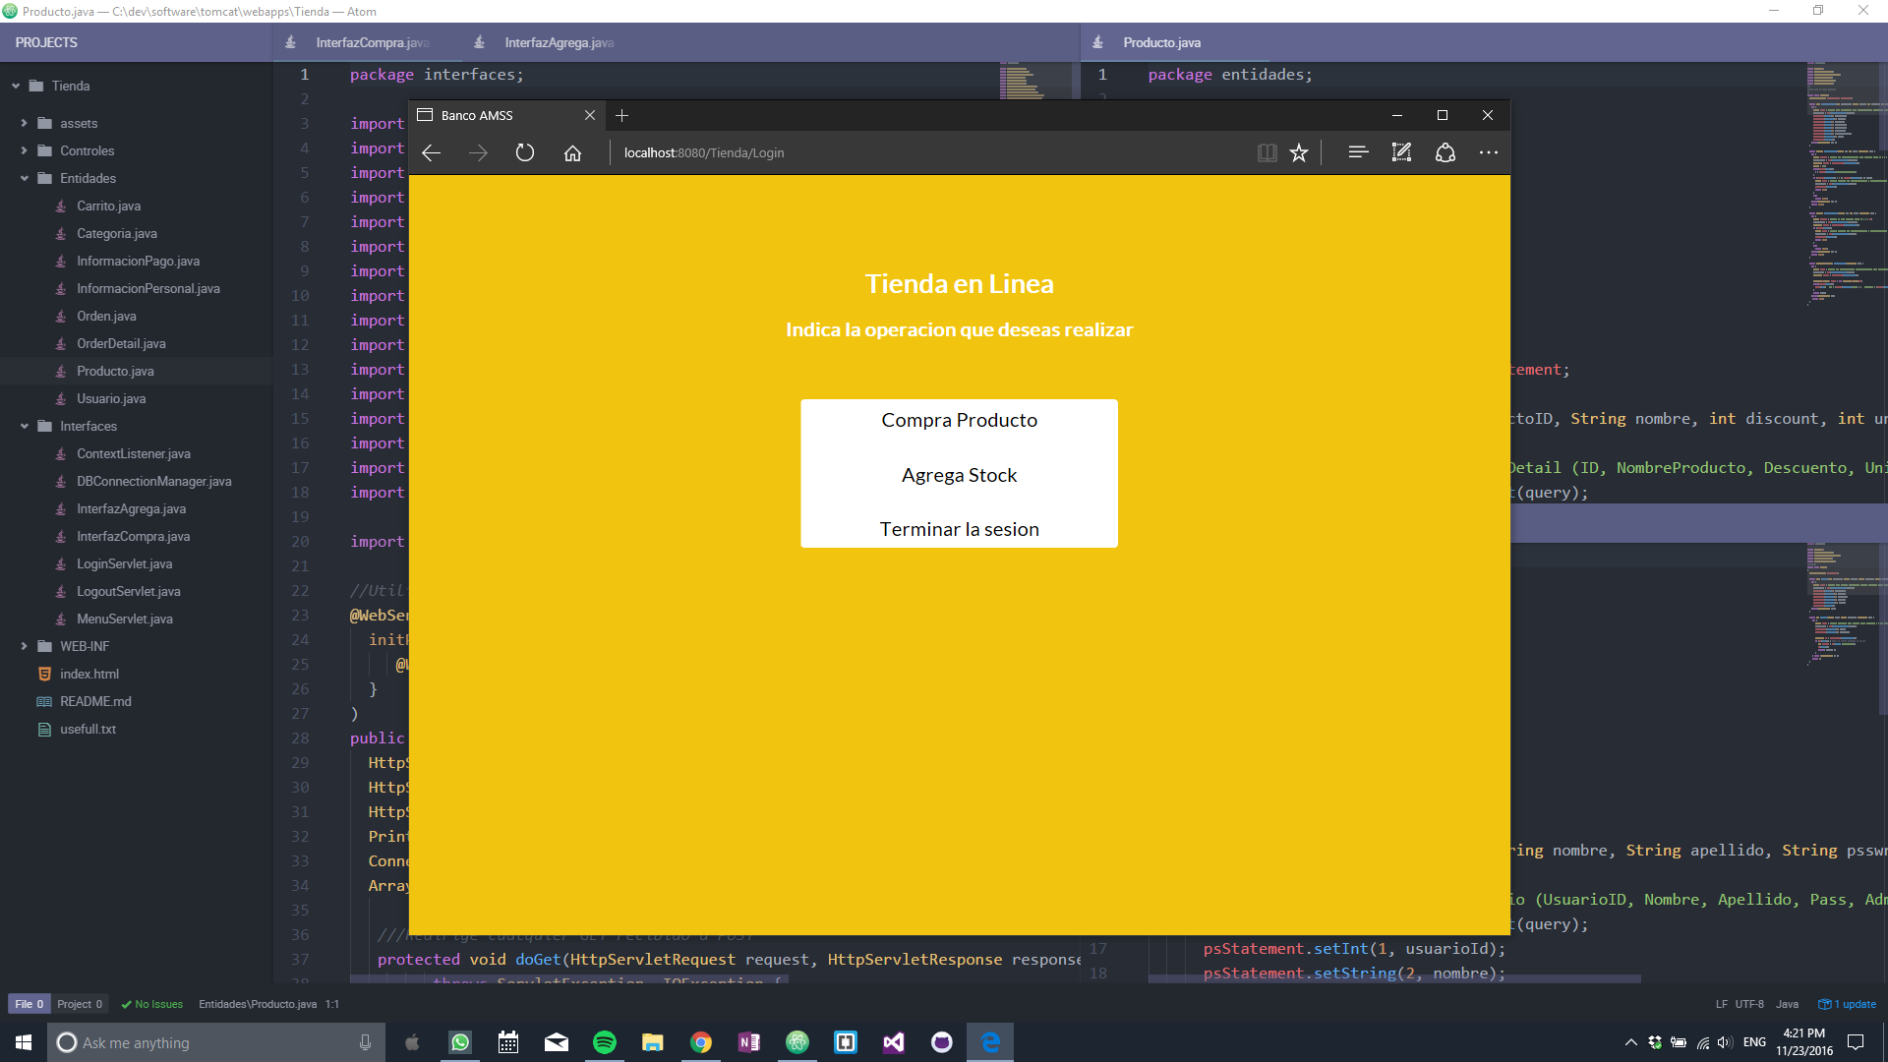 Producto.java — C:\dev\software\tomcat\webapps\Tienda — Atom
PROJECTS
InterfazCompra.java
InterfazAgrega.java
Producto.java
Tienda
assets
Controles
Entidades
Carrito.java
Categoria.java
InformacionPago.java
InformacionPersonal.java
Orden.java
OrderDetail.java
Producto.java
Usuario.java
Interfaces
ContextListener.java
DBConnectionManager.java
InterfazAgrega.java
InterfazCompra.java
LoginServlet.java
LogoutServlet.java
MenuServlet.java
WEB-INF
index.html
README.md
usefull.txt
1 package interfaces;
2
3 import
4 import
5 import
6 import
7 import
8 import
9 import
10 import
11 import
12 import
13 import
14 import
15 import
16 import
17 import
18 import
19
20 import
21
22 //Util
23 @WebSer
24 init
25 @W
26 }
27 )
28 public
29 HttpS
30 HttpS
31 HttpS
32 Print
33 Conne
34 Array
35
36
37 protected void doGet(HttpServletRequest request, HttpServletResponse response
38 throws ServletException, IOException {
Banco AMSS
localhost:8080/Tienda/Login
Tienda en Linea
Indica la operacion que deseas realizar
Compra Producto
Agrega Stock
Terminar la sesion
1 package entidades;
2
tement;
ctoID, String nombre, int discount, int un
Detail (ID, NombreProducto, Descuento, Uni
t(query);
ring nombre, String apellido, String pssw
io (UsuarioID, Nombre, Apellido, Pass, Adm
t(query);
17 psStatement.setInt(1, usuarioId);
18 psStatement.setString(2, nombre);
File 0 Project 0 No Issues Entidades\Producto.java 1:1
LF UTF-8 Java 1 update
Ask me anything
ENG
4:21 PM
11/23/2016